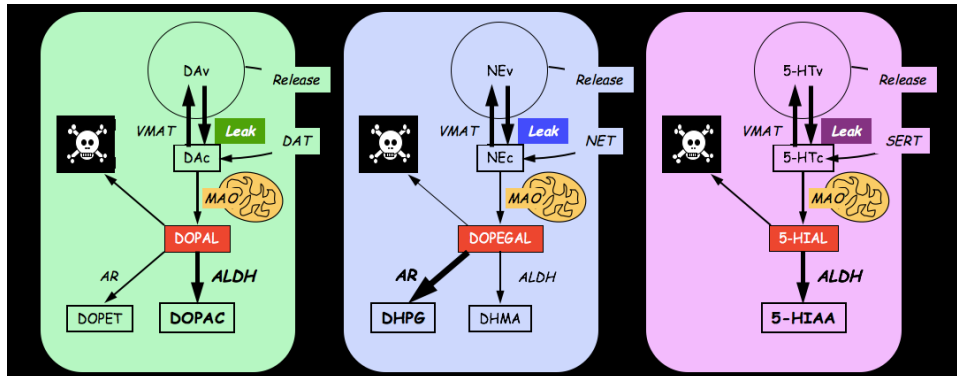 DAv
Release
VMAT
Leak
DAT
DAc
MAO
DOPAL
AR
ALDH
DOPET
DOPAC
NEv
Release
VMAT
Leak
NET
NEc
MAO
DOPEGAL
AR
ALDH
DHPG
DHMA
5-HTv
Release
VMAT
Leak
SERT
5-HTc
MAO
5-HIAL
ALDH
5-HIAA